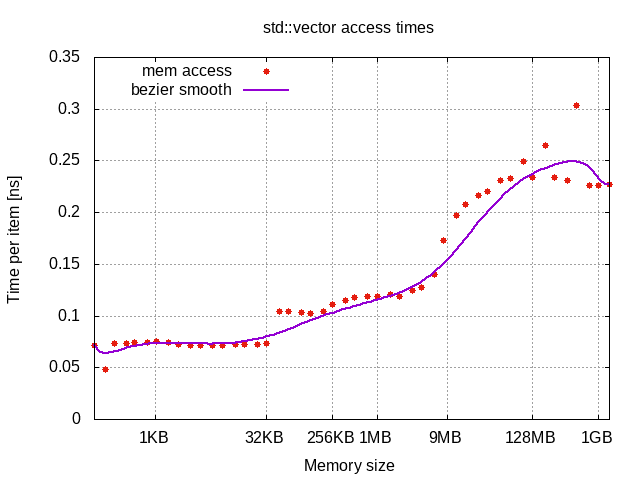 std::vector access times
mem access
bezier smooth
Time per item [ns]
0.35
0.3
0.25
0.2
0.15
0.1
0.05
0
1KB 32KB 256KB 1MB 9MB 128MB 1GB
Memory size